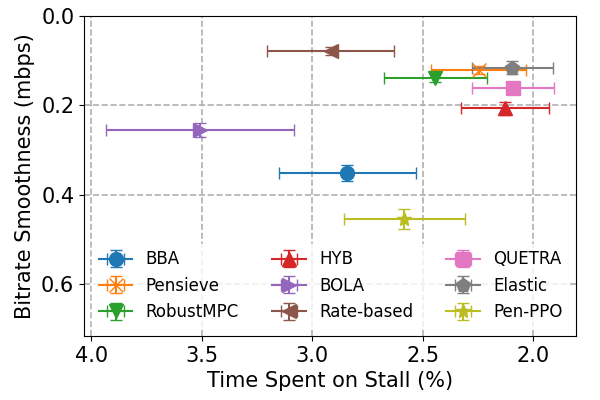 0.0
0.2
0.4
0.6
Bitrate Smoothness (mbps)
BBA
Pensieve
RobustMPC
HYB
BOLA
Rate-based
QUETRA
Elastic
Pen-PPO
4.0 3.5 3.0 2.5 2.0
Time Spent on Stall (%)